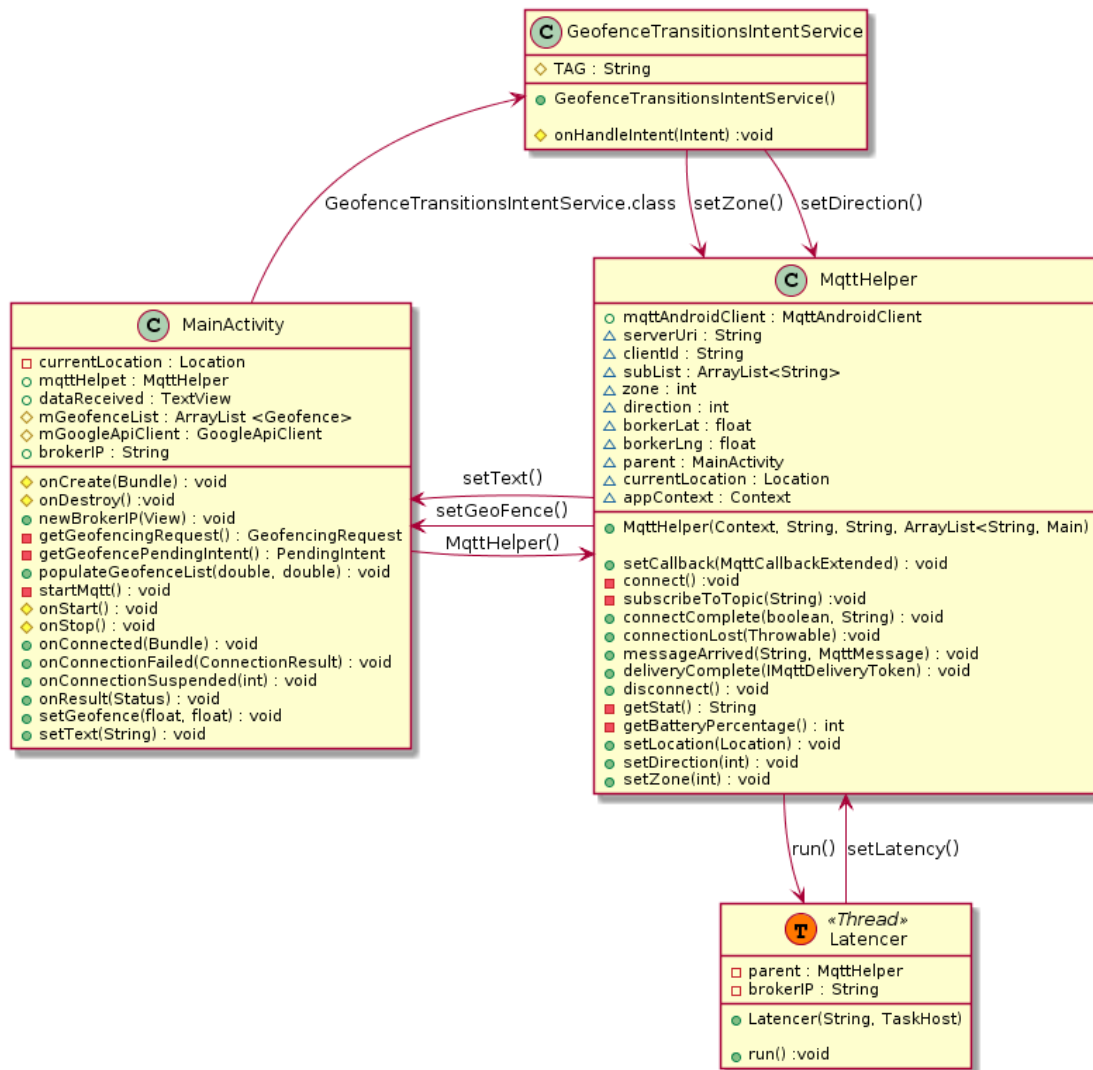 C GeofenceTransitionsIntentService
TAG : String
GeofenceTransitionsIntentService()
onHandleIntent(Intent) :void
GeofenceTransitionsIntentService.class
setZone()
setDirection()
C MainActivity
currentLocation : Location
mqttHelpet : MqttHelper
dataReceived : TextView
mGeofenceList : ArrayList <Geofence>
mGoogleApiClient : GoogleApiClient
brokerIP : String
onCreate(Bundle) : void
onDestroy() :void
newBrokerIP(View) : void
getGeofencingRequest() : GeofencingRequest
getGeofencePendingIntent() : PendingIntent
populateGeofenceList(double, double) : void
startMqtt() : void
onStart() : void
onStop() : void
onConnected(Bundle) : void
onConnectionFailed(ConnectionResult) : void
onConnectionSuspended(int) : void
onResult(Status) : void
setGeofence(float, float) : void
setText(String) : void
setText()
setGeoFence()
MqttHelper()
C MqttHelper
mqttAndroidClient : MqttAndroidClient
serverUri : String
clientId : String
subList : ArrayList<String>
zone : int
direction : int
borkerLat : float
borkerLng : float
parent : MainActivity
currentLocation : Location
appContext : Context
MqttHelper(Context, String, String, ArrayList<String, Main)
setCallback(MqttCallbackExtended) : void
connect() :void
subscribeToTopic(String) :void
connectComplete(boolean, String) : void
connectionLost(Throwable) :void
messageArrived(String, MqttMessage) : void
deliveryComplete(IMqttDeliveryToken) : void
disconnect() : void
getStat() : String
getBatteryPercentage() : int
setLocation(Location) : void
setDirection(int) : void
setZone(int) : void
run()
setLatency()
T «Thread»
Latencer
parent : MqttHelper
brokerIP : String
Latencer(String, TaskHost)
run() :void